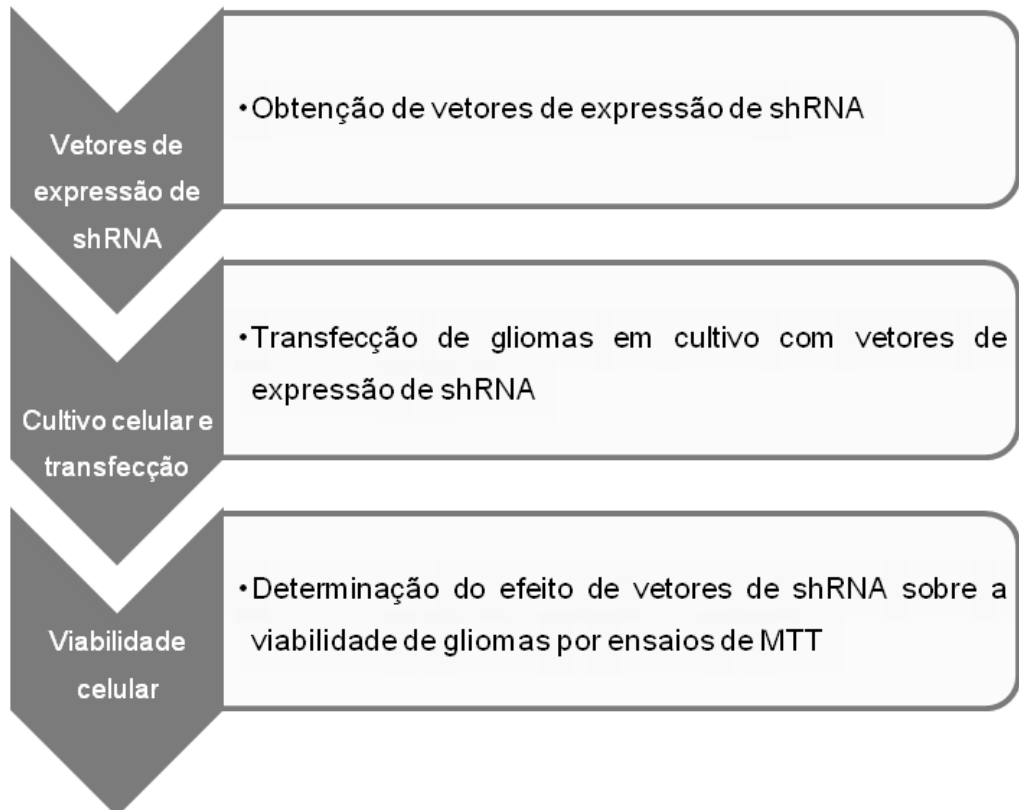 Vetores de
expressão de
shRNA
•Obtenção de vetores de expressão de shRNA
Cultivo celular e
transfecção
•Transfecção de gliomas em cultivo com vetores de
expressão de shRNA
Viabilidade
celular
•Determinação do efeito de vetores de shRNA sobre a
viabilidade de gliomas por ensaios de MTT